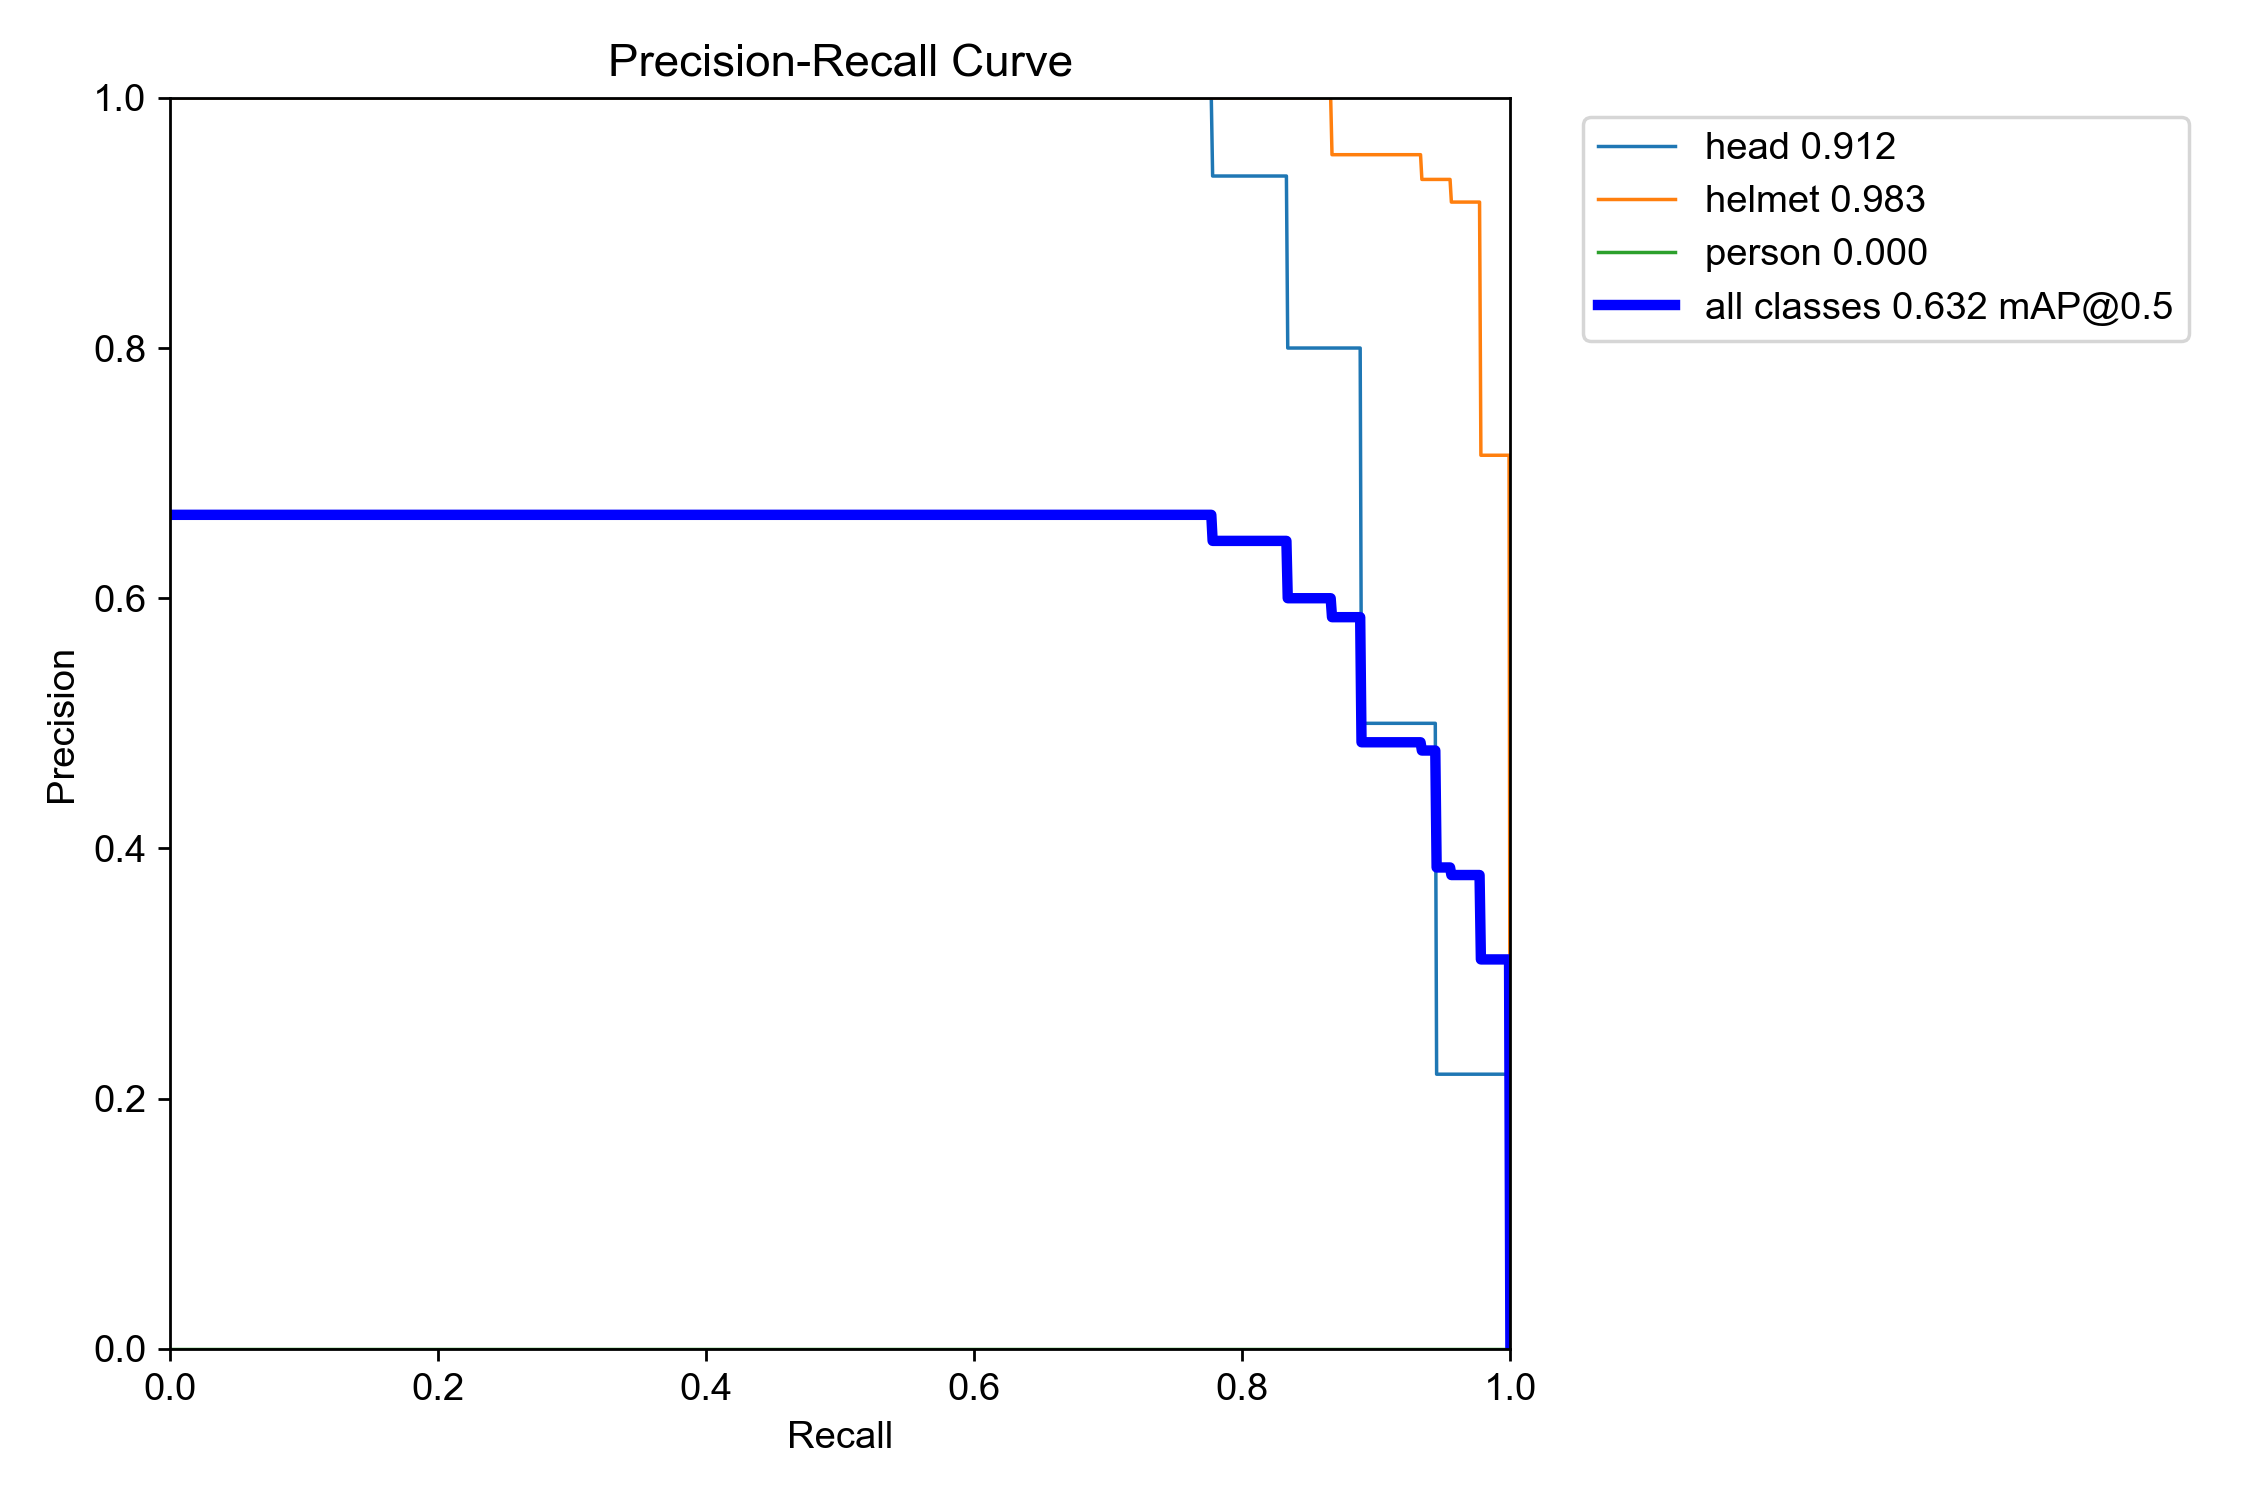 Precision-Recall Curve
1.0
0.8
0.6
0.4
0.2
0.0
Precision
0.0 0.2 0.4 0.6 0.8 1.0
Recall
head 0.912
helmet 0.983
person 0.000
all classes 0.632 mAP@0.5